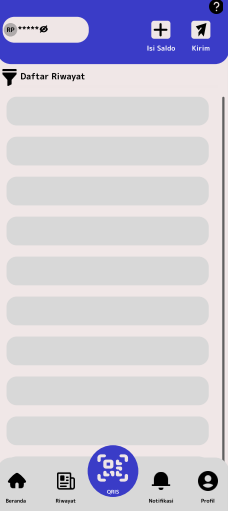 ?
RP *****
Isi Saldo Kirim
Daftar Riwayat
QRIS
Beranda Riwayat Notifikasi Profil